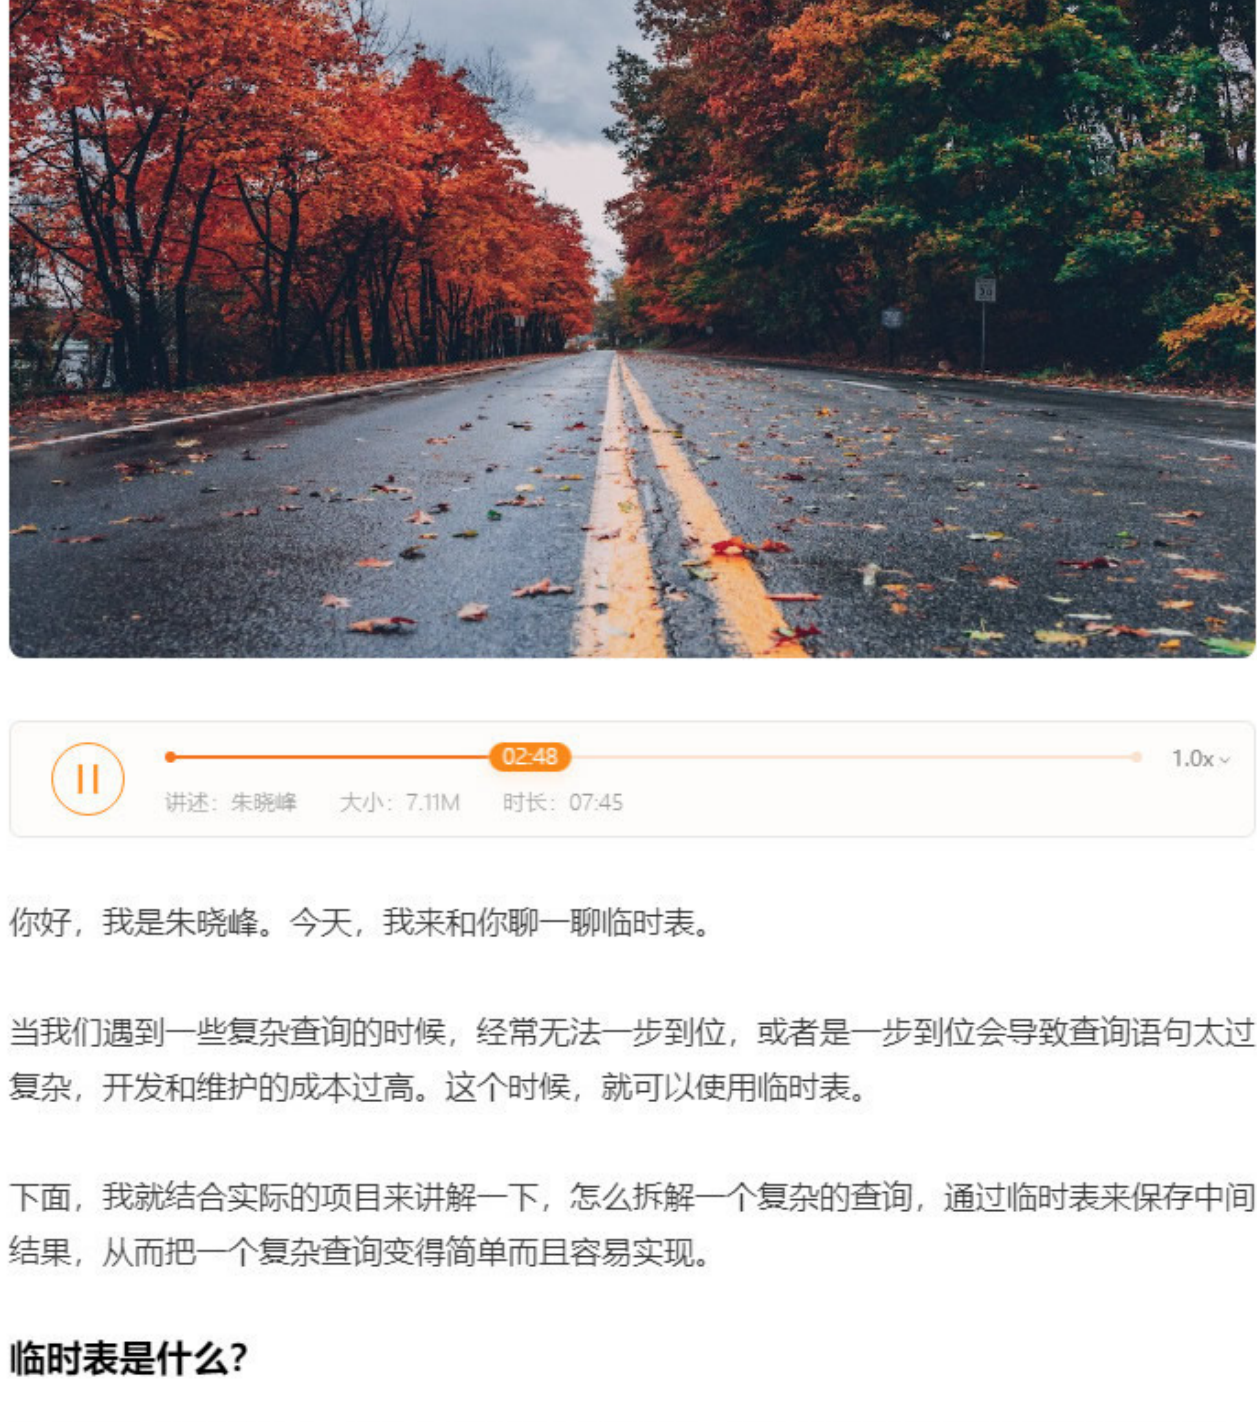 02:48
1.0x
讲述：朱晓峰 大小：7.11M 时长：07:45
你好，我是朱晓峰。今天，我来和你聊一聊临时表。
当我们遇到一些复杂查询的时候，经常无法一步到位，或者是一步到位会导致查询语句太过
复杂，开发和维护的成本过高。这个时候，就可以使用临时表。
下面，我就结合实际的项目来讲解一下，怎么拆解一个复杂的查询，通过临时表来保存中间
结果，从而把一个复杂查询变得简单而且容易实现。
临时表是什么？